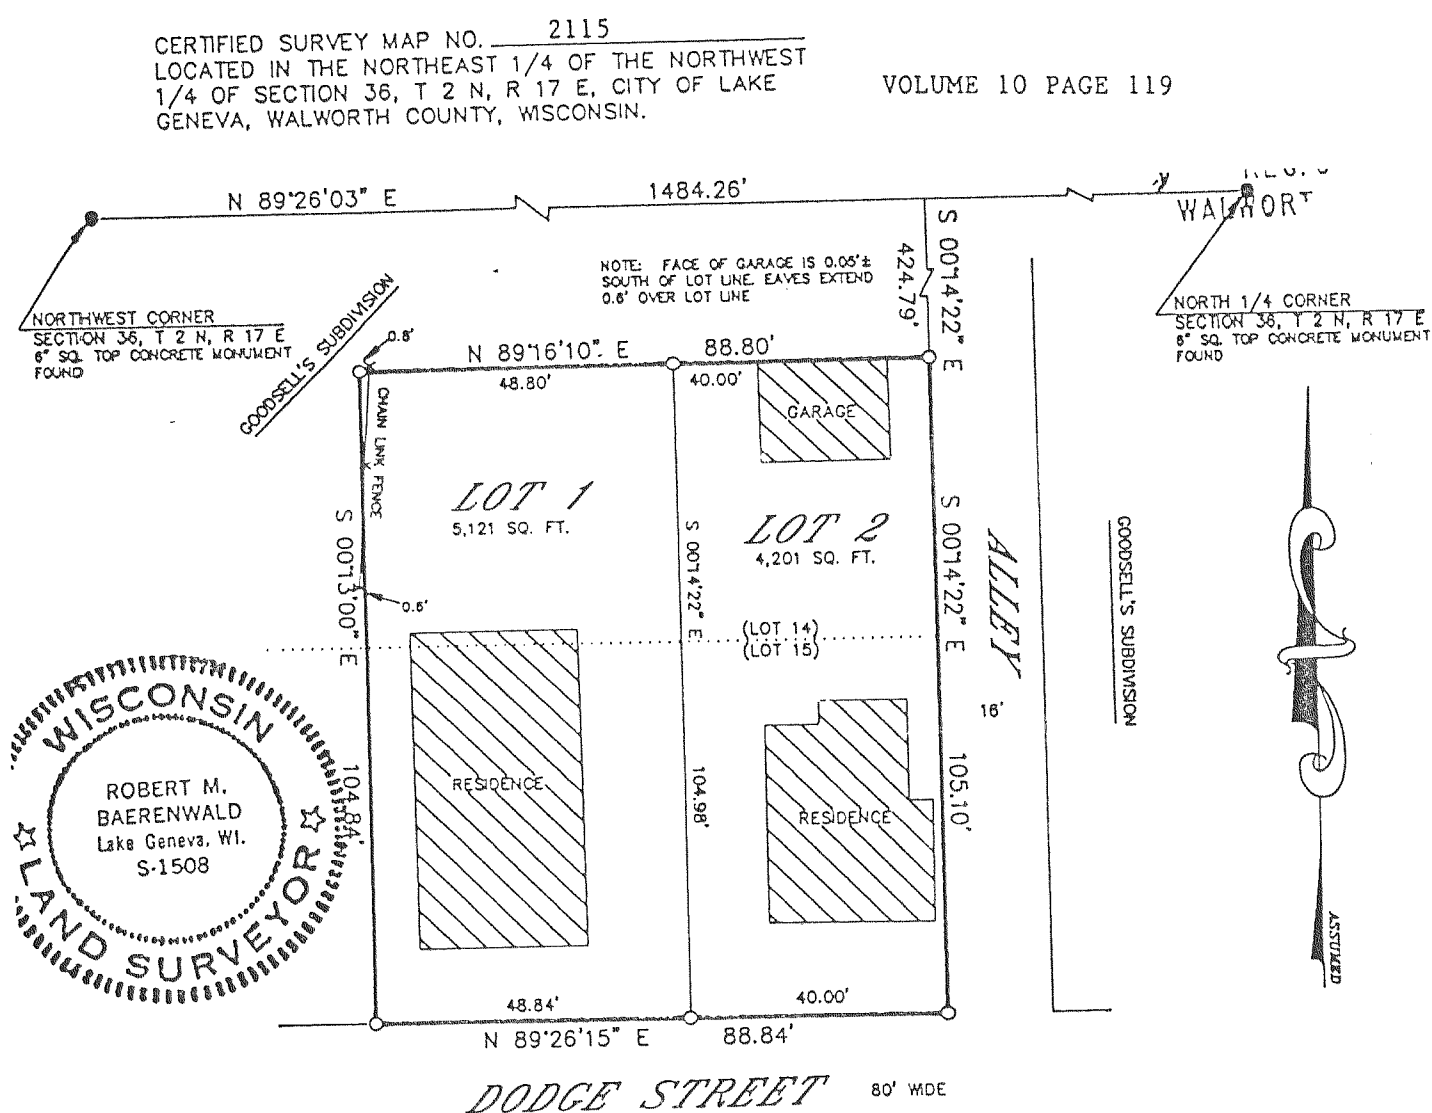 CERTIFIED SURVEY MAP NO. 2115
LOCATED IN THE NORTHEAST 1/4 OF THE NORTHWEST
1/4 OF SECTION 36, T 2 N, R 17 E, CITY OF LAKE
GENEVA, WALWORTH COUNTY, WISCONSIN.
VOLUME 10 PAGE 119
N 89°26'03" E
1484.26'
WALWORT
S 00°14'22" E
424.79'
NOTE: FACE OF GARAGE IS 0.05'±
SOUTH OF LOT LINE. EAVES EXTEND
0.6' OVER LOT LINE
NORTHWEST CORNER
SECTION 36, T 2 N, R 17 E
6" SQ. TOP CONCRETE MONUMENT
FOUND
NORTH 1/4 CORNER
SECTION 36, T 2 N, R 17 E
6" SQ. TOP CONCRETE MONUMENT
FOUND
GOODSELL'S SUBDIVISION
0.8'
N 89°16'10" E
88.80'
48.80'
40.00'
CHAIN LINK FENCE
GARAGE
LOT 1
5,121 SQ. FT.
LOT 2
4,201 SQ. FT.
S 00°13'00" E
S 00°14'22" E
S 00°14'22" E
ALLEY
GOODSELL'S SUBDIVISION
0.6'
(LOT 14)
(LOT 15)
16'
WISCONSIN
LAND SURVEYOR
ROBERT M.
BAERENWALD
Lake Geneva, WI.
S-1508
104.84'
RESIDENCE
104.98'
RESIDENCE
105.10'
ASSUMED
48.84'
40.00'
N 89°26'15" E
88.84'
DODGE STREET
80' WIDE